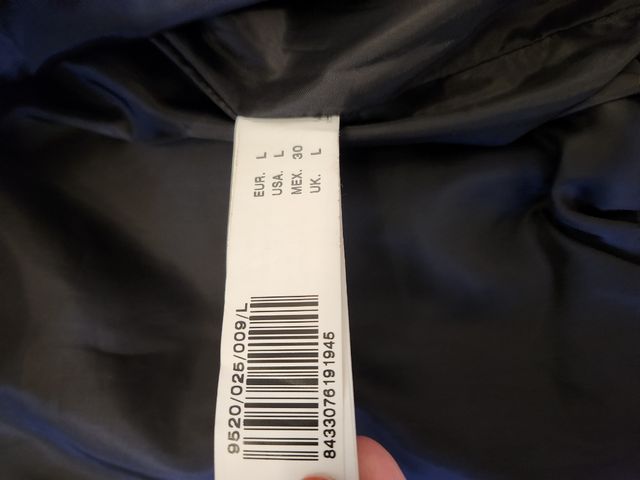 EUR. L
USA. L
MEX. 30
UK. L
9520/025/009/L
8433076191945